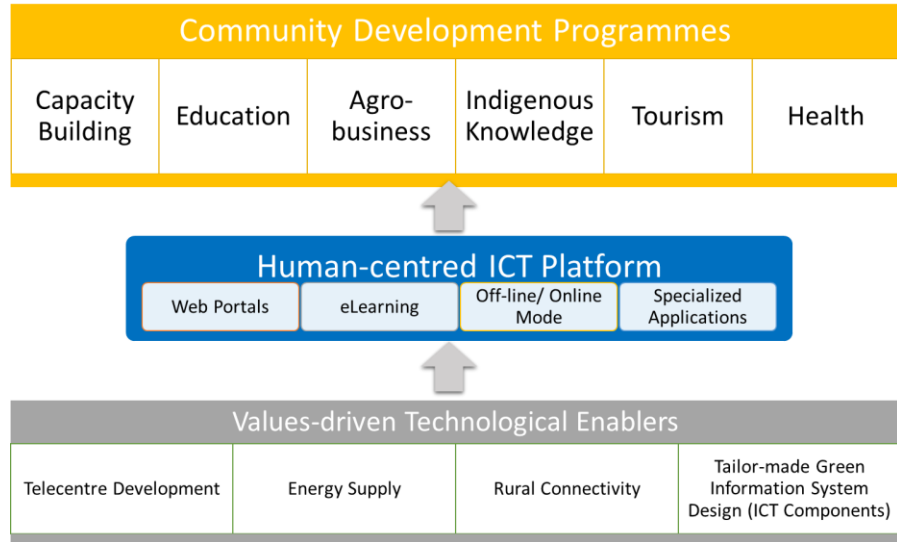 Community Development Programmes
Capacity
Building
Education
Agro-
business
Indigenous
Knowledge
Tourism
Health
Human-centred ICT Platform
Web Portals
eLearning
Off-line/ Online
Mode
Specialized
Applications
Values-driven Technological Enablers
Telecentre Development
Energy Supply
Rural Connectivity
Tailor-made Green
Information System
Design (ICT Components)